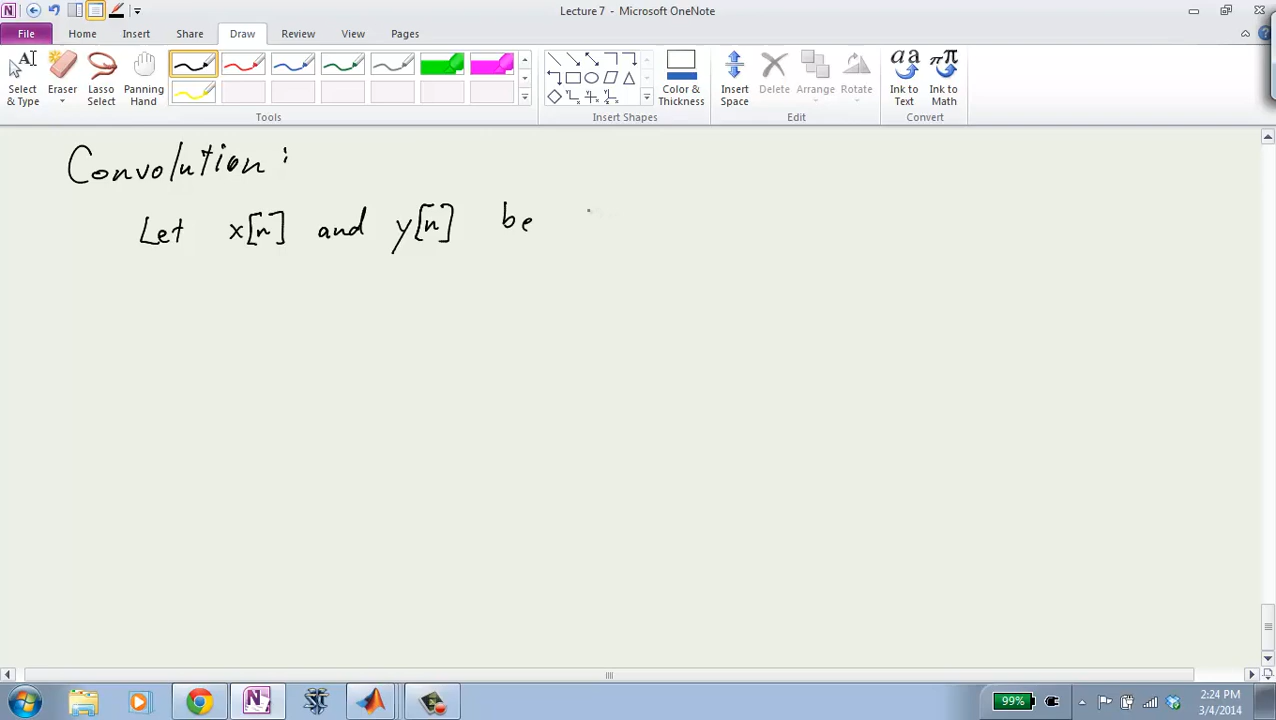 Lecture 7 - Microsoft OneNote
File Home Insert Share Draw Review View Pages
Select & Type Eraser Lasso Select Panning Hand Color & Thickness Insert Space Delete Arrange Rotate Ink to Text Ink to Math
Tools Insert Shapes Edit Convert
Convolution:
Let x[n] and y[n] be
99% 2:24 PM
3/4/2014